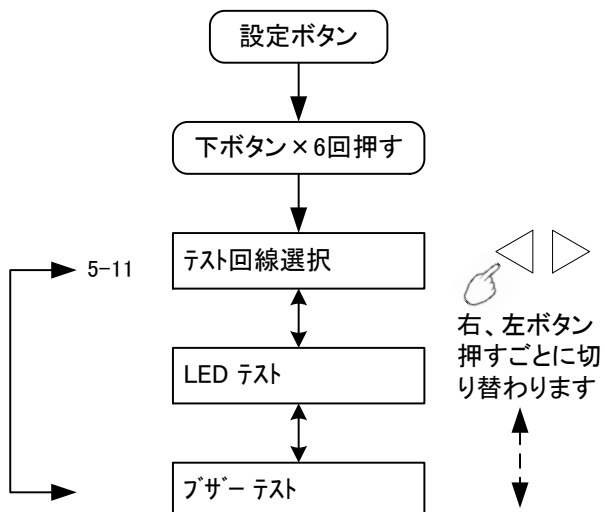 設定ボタン
下ボタン×6回押す
5-11
ﾃｽﾄ回線選択
LED ﾃｽﾄ
ﾌﾞｻﾞｰ ﾃｽﾄ
右、左ボタン
押すごとに切
り替わります